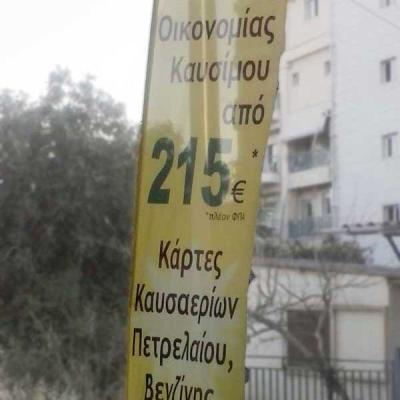 Οικονομίας
Καυσίμου
από
215€*
*πλέον ΦΠΑ
Κάρτες
Καυσαερίων
Πετρελαίου,
Βενζίνης